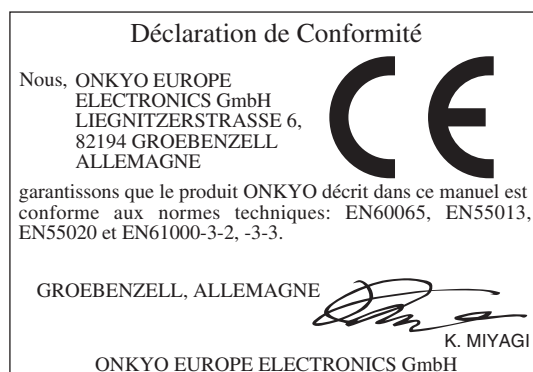 Déclaration de Conformité
Nous, ONKYO EUROPE
ELECTRONICS GmbH
LIEGNITZERSTRASSE 6,
82194 GROEBENZELL
ALLEMAGNE
CE
garantissons que le produit ONKYO décrit dans ce manuel est
conforme aux normes techniques: EN60065, EN55013,
EN55020 et EN61000-3-2, -3-3.
GROEBENZELL, ALLEMAGNE
K. MIYAGI
ONKYO EUROPE ELECTRONICS GmbH